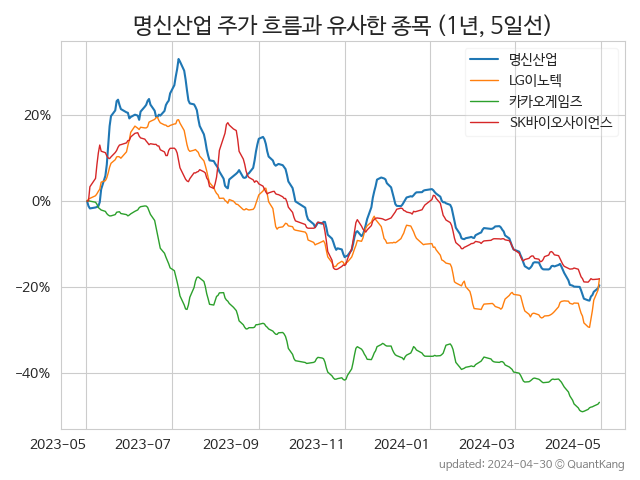 명신산업 주가 흐름과 유사한 종목 (1년, 5일선)
명신산업
LG이노텍
카카오게임즈
SK바이오사이언스
20%
0%
−20%
−40%
2023-05 2023-07 2023-09 2023-11 2024-01 2024-03 2024-05
updated: 2024-04-30 © QuantKang